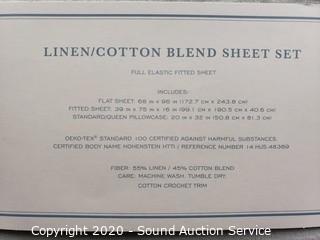 LINEN/COTTON BLEND SHEET SET
FULL ELASTIC FITTED SHEET
INCLUDES:
FLAT SHEET: 68 IN x 96 IN (172.7 CM x 243.8 CM)
FITTED SHEET: 39 IN x 75 IN x 16 IN (99.1 CM x 190.5 CM x 40.6 CM)
STANDARD/QUEEN PILLOWCASE: 20 IN x 32 IN (50.8 CM x 81.3 CM)
OEKO-TEX® STANDARD 100 CERTIFIED AGAINST HARMFUL SUBSTANCES.
CERTIFIED BODY NAME HOHENSTEIN HTTI / REFERENCE NUMBER 14.HUS.48369
FIBER: 55% LINEN / 45% COTTON BLEND
CARE: MACHINE WASH. TUMBLE DRY.
COTTON CROCHET TRIM
Copyright 2020 - Sound Auction Service